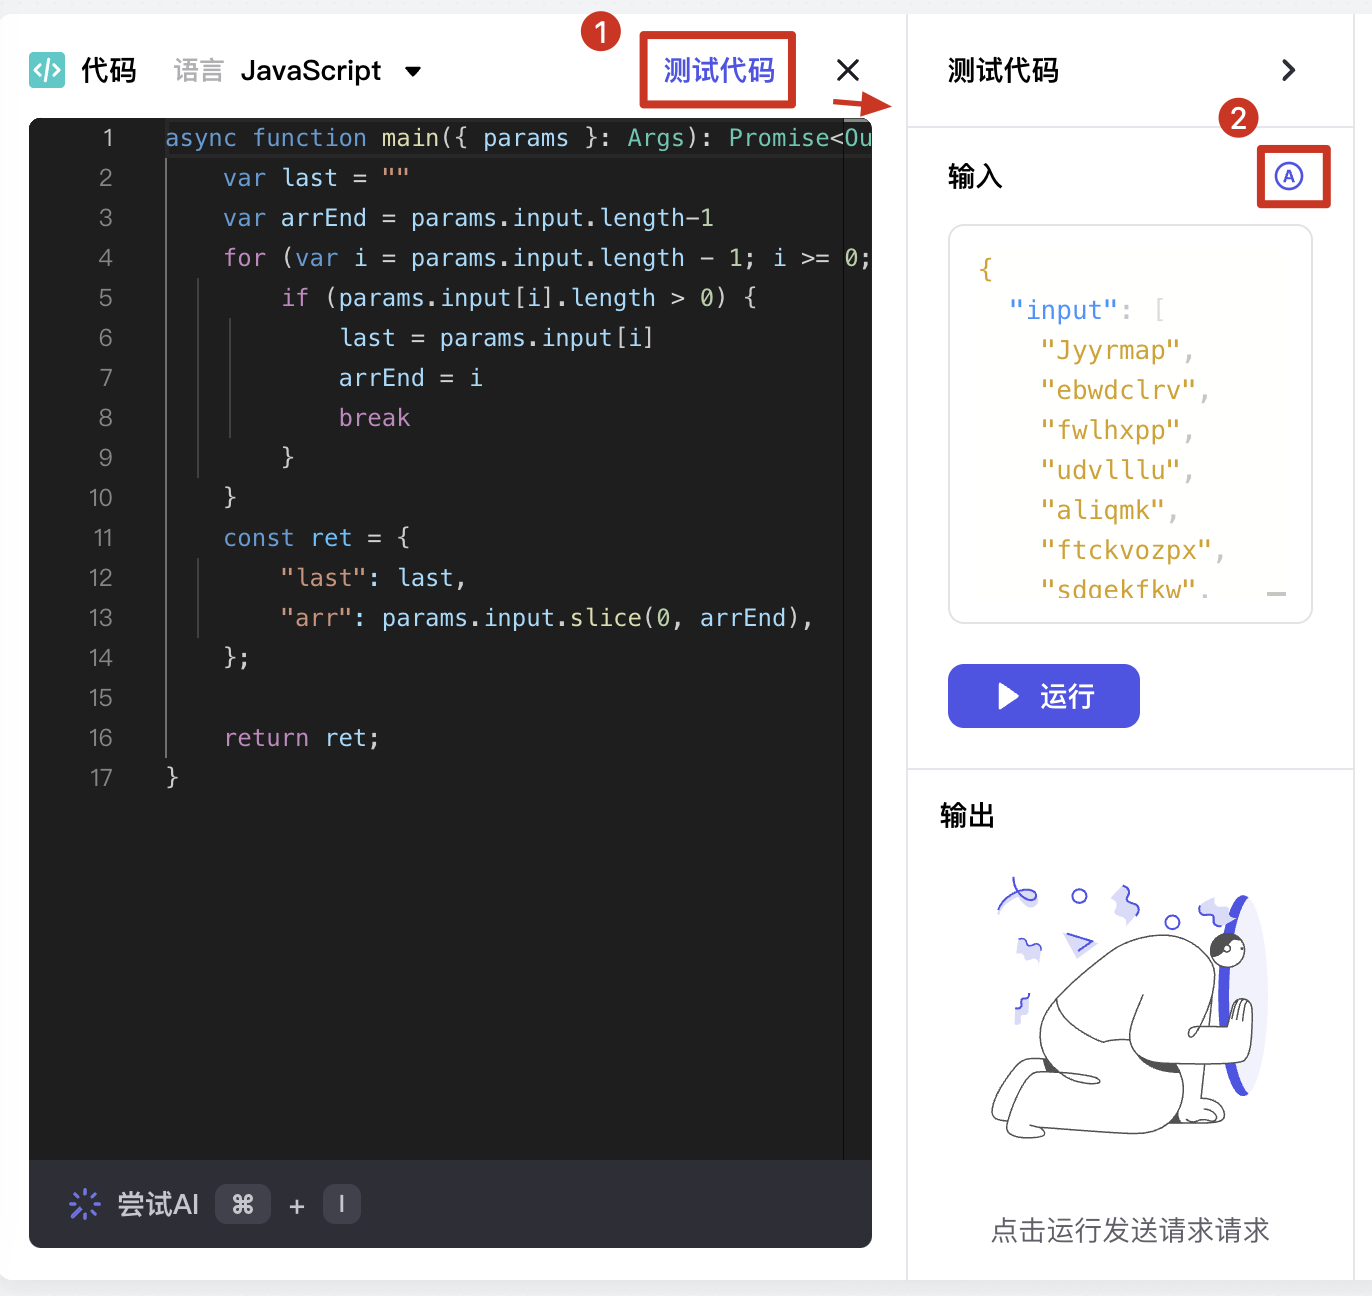 代码 语言 JavaScript 测试代码
1
1 async function main({ params }: Args): Promise<Ou
2 var last = ""
3 var arrEnd = params.input.length-1
4 for (var i = params.input.length - 1; i >= 0;
5 if (params.input[i].length > 0) {
6 last = params.input[i]
7 arrEnd = i
8 break
9 }
10 }
11 const ret = {
12 "last": last,
13 "arr": params.input.slice(0, arrEnd),
14 };
15
16 return ret;
17 }
尝试AI ⌘ + I
测试代码
2
输入 A
{
"input": [
"Jyyrmap",
"ebwdclrv",
"fwlhxpp",
"udvlllu",
"aliqmk",
"ftckvozpx",
"sdgekfkw",
运行
输出
点击运行发送请求请求